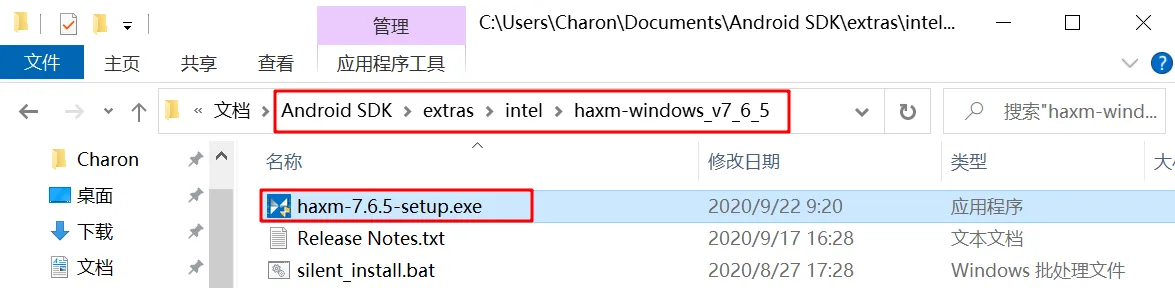 管理 C:\Users\Charon\Documents\Android SDK\extras\intel...
文件 主页 共享 查看 应用程序工具
« 文档 Android SDK extras intel haxm-windows_v7_6_5 搜索"haxm-wind...
Charon 名称 修改日期 类型 大小
桌面 haxm-7.6.5-setup.exe 2020/9/22 9:20 应用程序
下载 Release Notes.txt 2020/9/17 16:28 文本文档
文档 silent_install.bat 2020/8/27 17:28 Windows 批处理文件